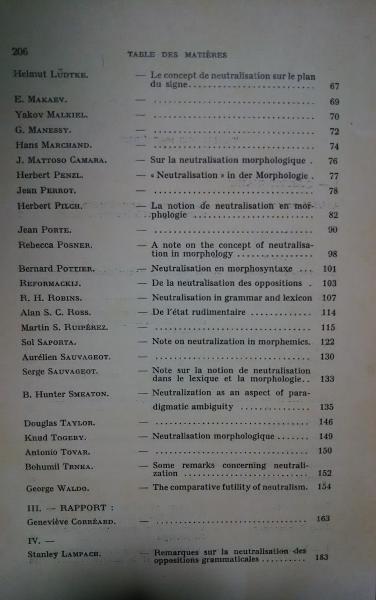 206 TABLE DES MATIÈRES
Helmut LÜDTKE. — Le concept de neutralisation sur le plan
du signe........................ 67
E. MAKAEV. — ........................ 69
Yakov MALKIEL. — ........................ 70
G. MANESSY. — ........................ 72
Hans MARCHAND. — ........................ 74
J. MATTOSO CAMARA. — Sur la neutralisation morphologique . 76
Herbert PENZL. — « Neutralisation » in der Morphologie . 77
Jean PERROT. — ........................ 78
Herbert PILCH. — La notion de neutralisation en mor-
phologie ........................ 82
Jean PORTE. — ........................ 90
Rebecca POSNER. — A note on the concept of neutralisa-
tion in morphology ................ 98
Bernard POTTIER. — Neutralisation en morphosyntaxe ... 101
REFORMACKIJ. — De la neutralisation des oppositions . 103
R. H. ROBINS. — Neutralisation in grammar and lexicon 107
Alan S. C. ROSS. — De l'état rudimentaire .............. 114
Martin S. RUIPÉREZ. — ........................ 115
Sol SAPORTA. — Note on neutralization in morphemics. 122
Aurélien SAUVAGEOT. — ........................ 130
Serge SAUVAGEOT. — Note sur la notion de neutralisation
dans le lexique et la morphologie.. 133
B. Hunter SMEATON. — Neutralization as an aspect of para-
digmatic ambiguity .............. 135
Douglas TAYLOR. — ........................ 146
Knud TOGEBY. — Neutralisation morphologique ....... 149
Antonio TOVAR. — ........................ 150
Bohumil TRNKA. — Some remarks concerning neutrali-
zation ........................ 152
George WALDO. — The comparative futility of neutralism. 154
III. — RAPPORT :
Geneviève CORRÉARD. — ........................ 163
IV. —
Stanley LAMPACH. — Remarques sur la neutralisation des
oppositions grammaticales .......... 183